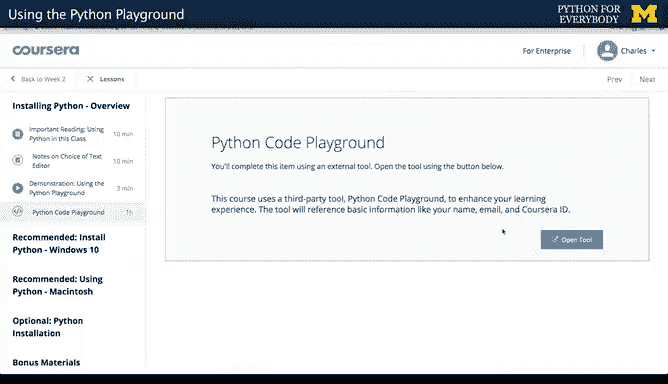 Using the Python Playground
PYTHON FOR
EVERYBODY
M
coursera
For Enterprise
Charles
Back to Week 2
Lessons
Prev
Next
Installing Python - Overview
Important Reading: Using
Python in this Class
10 min
Notes on Choice of Text
Editor
10 min
Demonstration: Using the
Python Playground
3 min
Python Code Playground
1h
Recommended: Install
Python - Windows 10
Recommended: Using
Python - Macintosh
Optional: Python
Installation
Bonus Materials
Python Code Playground
You'll complete this item using an external tool. Open the tool using the button below.
This course uses a third-party tool, Python Code Playground, to enhance your learning
experience. The tool will reference basic information like your name, email, and Coursera ID.
Open Tool